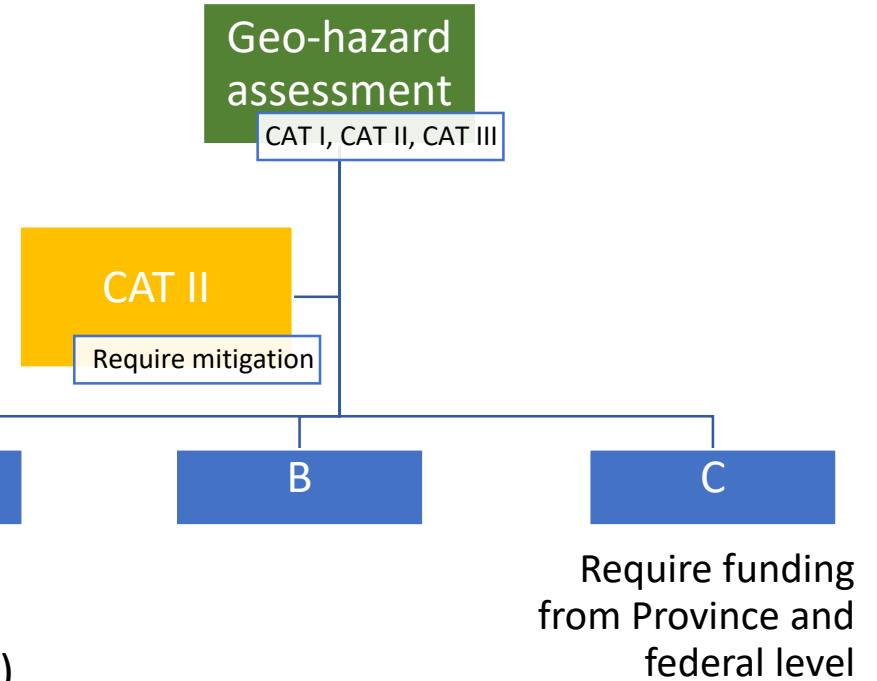 Geo-hazard
assessment
CAT I, CAT II, CAT III
CAT II
Require mitigation
B
C
Require funding
from Province and
federal level
)